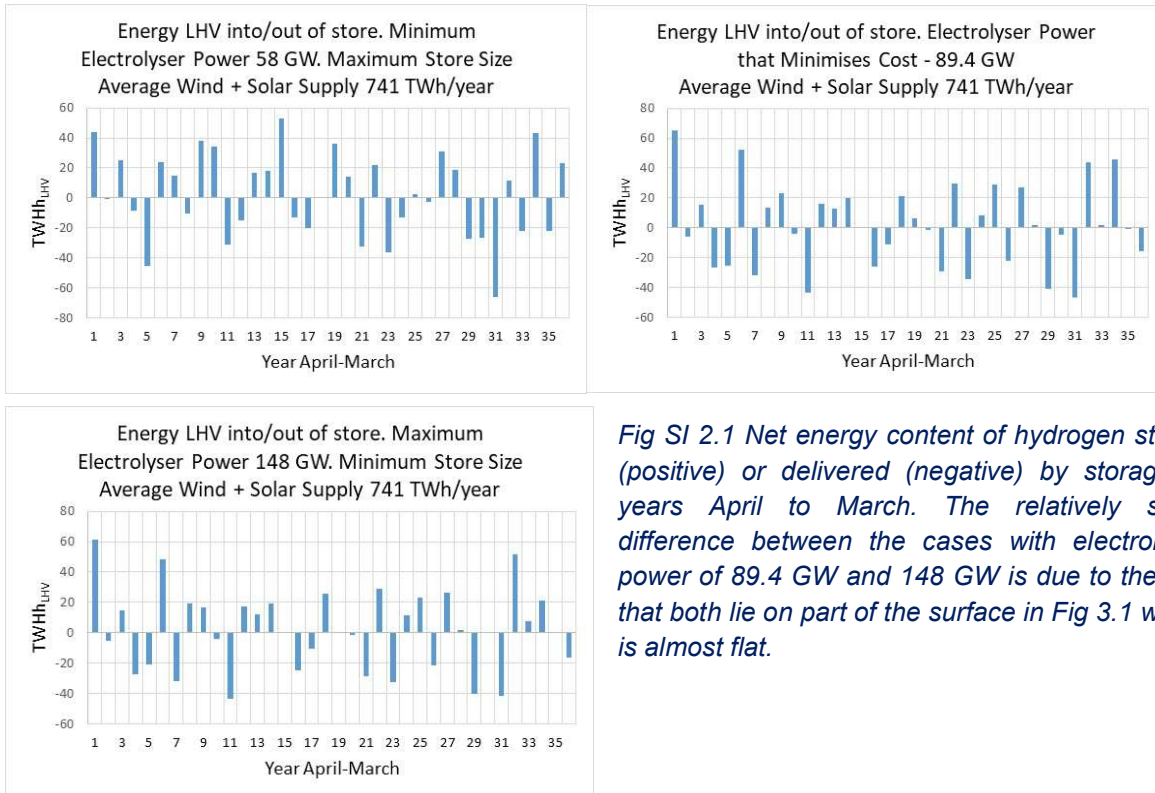 Energy LHV into/out of store. Minimum
Electrolyser Power 58 GW. Maximum Store Size
Average Wind + Solar Supply 741 TWh/year
60
40
20
0
-20
-40
-60
-80
TWHh LHV
1 3 5 7 9 11 13 15 17 19 21 23 25 27 29 31 33 35
Year April-March
Energy LHV into/out of store. Electrolyser Power
that Minimises Cost - 89.4 GW
Average Wind + Solar Supply 741 TWh/year
80
60
40
20
0
-20
-40
-60
TWHh LHV
1 3 5 7 9 11 13 15 17 19 21 23 25 27 29 31 33 35
Year April-March
Energy LHV into/out of store. Maximum
Electrolyser Power 148 GW. Minimum Store Size
Average Wind + Solar Supply 741 TWh/year
80
60
40
20
0
-20
-40
-60
TWHh LHV
1 3 5 7 9 11 13 15 17 19 21 23 25 27 29 31 33 35
Year April-March
Fig SI 2.1 Net energy content of hydrogen st
(positive) or delivered (negative) by storag
years April to March. The relatively s
difference between the cases with electrol
power of 89.4 GW and 148 GW is due to the
that both lie on part of the surface in Fig 3.1 w
is almost flat.